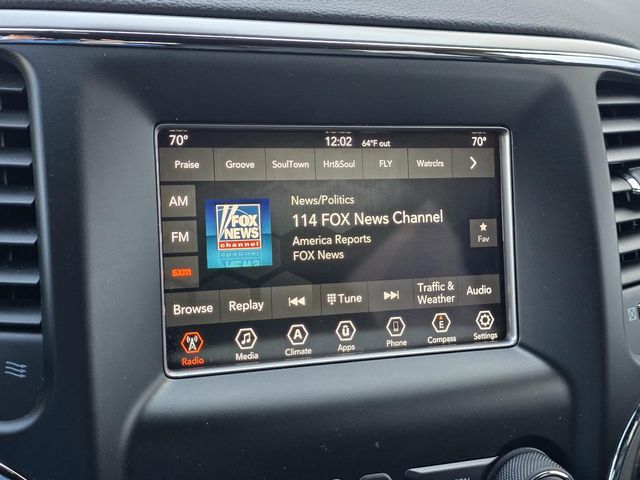 70° 12:02 64°F out 70°
Praise Groove SoulTown Hrt&Soul FLY Watrclrs
AM
FM
sxm
FOX
NEWS
channel
News/Politics
114 FOX News Channel
America Reports
FOX News
Fav
Browse Replay Tune Traffic & Weather Audio
Radio Media Climate Apps Phone Compass Settings
A
E